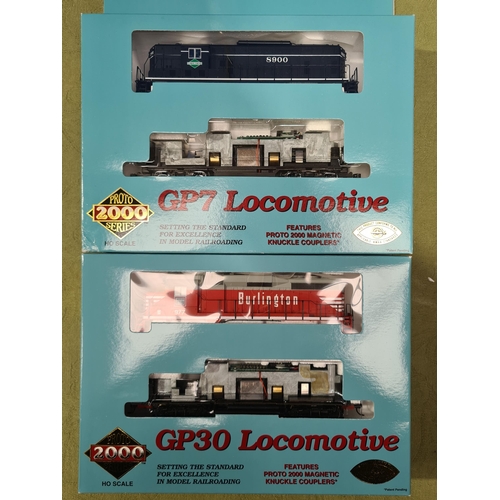 8900
PROTO
2000
SERIES
HO SCALE
GP7 Locomotive
SETTING THE STANDARD
FOR EXCELLENCE
IN MODEL RAILROADING
FEATURES
PROTO 2000 MAGNETIC
KNUCKLE COUPLERS*
Burlington
2000
HO SCALE
GP30 Locomotive
SETTING THE STANDARD
FOR EXCELLENCE
IN MODEL RAILROADING
FEATURES
PROTO 2000 MAGNETIC
KNUCKLE COUPLERS*
Patent Pending